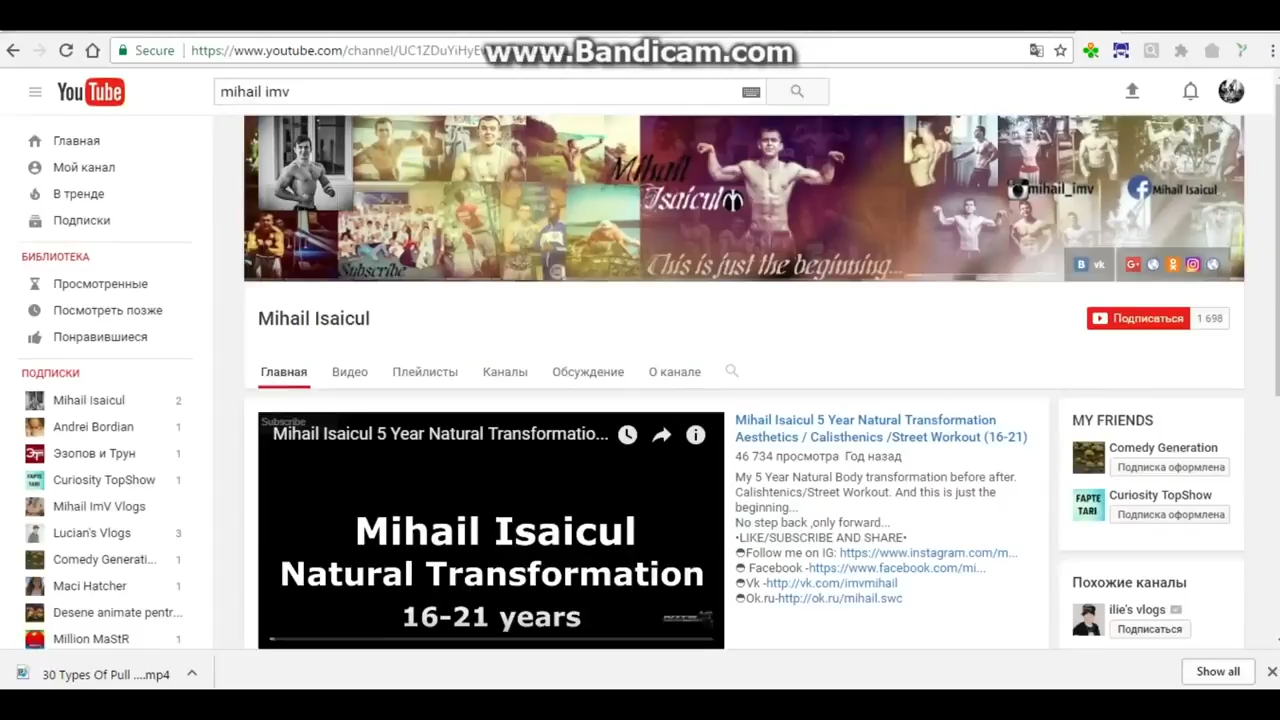 Secure
https://www.youtube.com/channel/UC1ZDuYiHyE
www.Bandicam.com
YouTube
mihail imv
Главная
Мой канал
В тренде
Подписки
БИБЛИОТЕКА
Просмотренные
Посмотреть позже
Понравившиеся
ПОДПИСКИ
Mihail Isaicul 2
Andrei Bordian 1
Эзопов и Трун 1
Curiosity TopShow 1
Mihail ImV Vlogs
Lucian's Vlogs 3
Comedy Generati... 1
Maci Hatcher 1
Desene animate pentr...
Million MaStR 1
Mihail
Isaicul
Subscribe
This is just the beginning...
mihail_imv
Mihail Isaicul
B vk
G+
Mihail Isaicul
Подписаться 1 698
Главная Видео Плейлисты Каналы Обсуждение О канале
Subscribe
Mihail Isaicul 5 Year Natural Transformatio...
Mihail Isaicul
Natural Transformation
16-21 years
Mihail Isaicul 5 Year Natural Transformation
Aesthetics / Calisthenics /Street Workout (16-21)
46 734 просмотра Год назад
My 5 Year Natural Body transformation before after.
Calishtenics/Street Workout. And this is just the
beginning...
No step back ,only forward...
•LIKE/SUBSCRIBE AND SHARE•
Follow me on IG: https://www.instagram.com/m...
Facebook -https://www.facebook.com/mi...
Vk -http://vk.com/imvmihail
Ok.ru-http://ok.ru/mihail.swc
MY FRIENDS
Comedy Generation
Подписка оформлена
FAPTE
TARI
Curiosity TopShow
Подписка оформлена
Похожие каналы
ilie's vlogs
Подписаться
30 Types Of Pull ....mp4
Show all